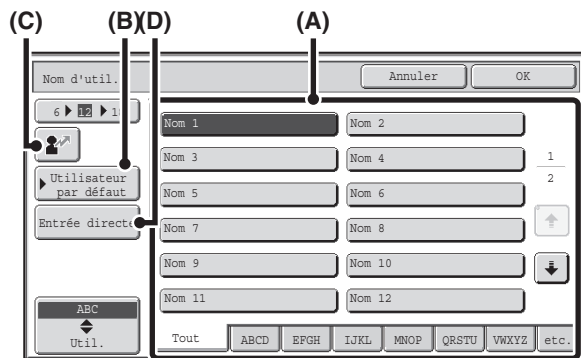 (C) (B)(D) (A)
Nom d'util. Annuler OK
6 12 18
Nom 1 Nom 2
Nom 3 Nom 4 1
Utilisateur par défaut 2
Nom 5 Nom 6
Entrée directe
Nom 7 Nom 8
Nom 9 Nom 10
ABC Nom 11 Nom 12
Util. Tout ABCD EFGH IJKL MNOP QRSTU VWXYZ etc.